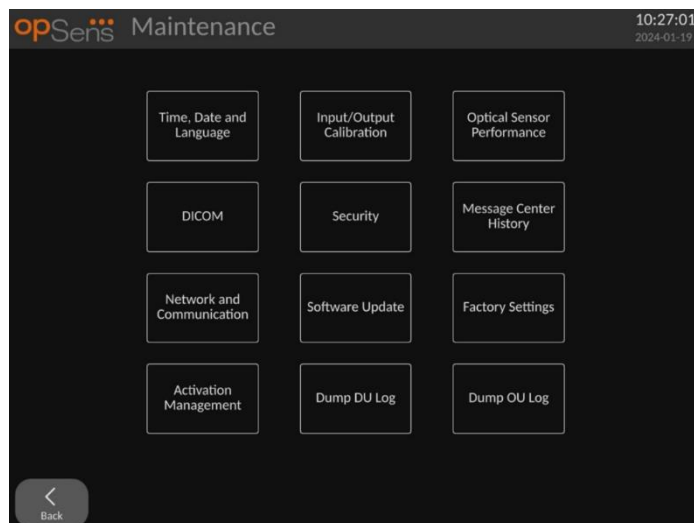 opSens Maintenance
10:27:01
2024-01-19
Time, Date and
Language
Input/Output
Calibration
Optical Sensor
Performance
DICOM
Security
Message Center
History
Network and
Communication
Software Update
Factory Settings
Activation
Management
Dump DU Log
Dump OU Log
Back